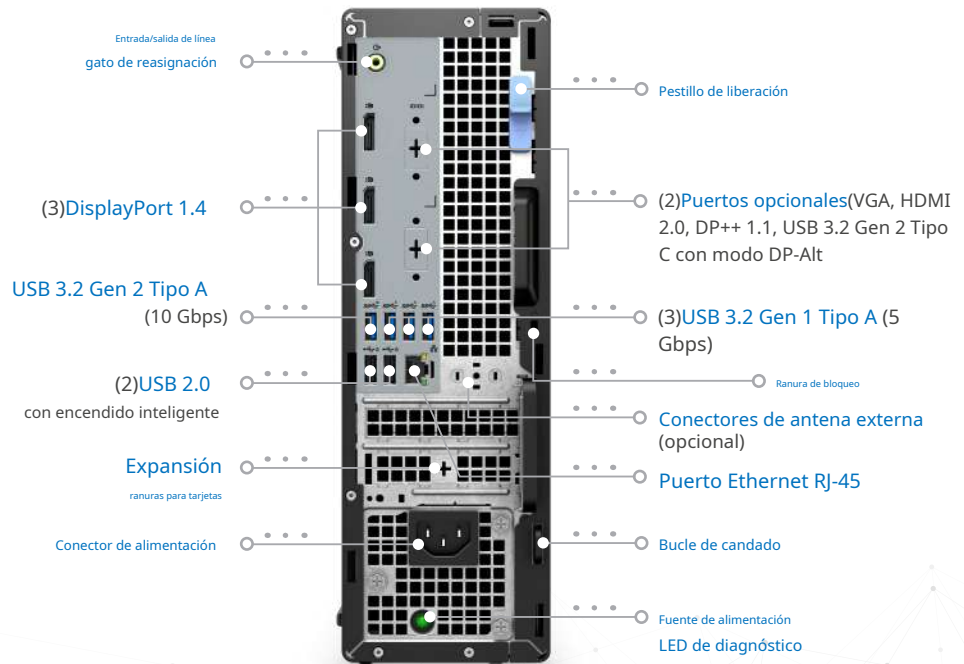 Entrada/salida de línea
gato de reasignación
(3)DisplayPort 1.4
USB 3.2 Gen 2 Tipo A
(10 Gbps)
(2)USB 2.0
con encendido inteligente
Expansión
ranuras para tarjetas
Conector de alimentación
Pestillo de liberación
(2)Puertos opcionales(VGA, HDMI
2.0, DP++ 1.1, USB 3.2 Gen 2 Tipo
C con modo DP-Alt
(3)USB 3.2 Gen 1 Tipo A (5
Gbps)
Ranura de bloqueo
Conectores de antena externa
(opcional)
Puerto Ethernet RJ-45
Bucle de candado
Fuente de alimentación
LED de diagnóstico